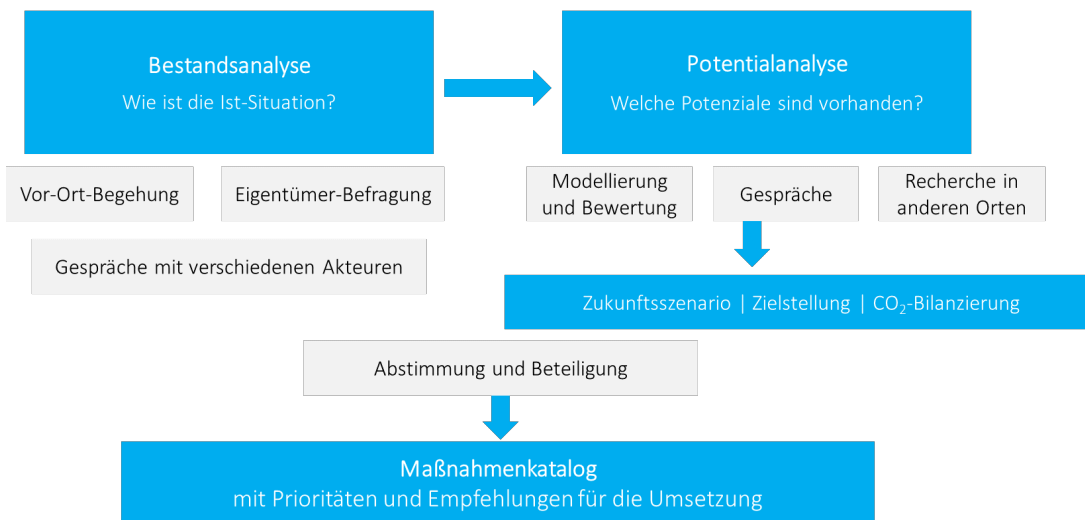 Bestandsanalyse
Wie ist die Ist-Situation?
Potentialanalyse
Welche Potenziale sind vorhanden?
Vor-Ort-Begehung
Eigentümer-Befragung
Gespräche mit verschiedenen Akteuren
Modellierung
und Bewertung
Gespräche
Recherche in
anderen Orten
Zukunftsszenario | Zielstellung | CO₂-Bilanzierung
Abstimmung und Beteiligung
Maßnahmenkatalog
mit Prioritäten und Empfehlungen für die Umsetzung